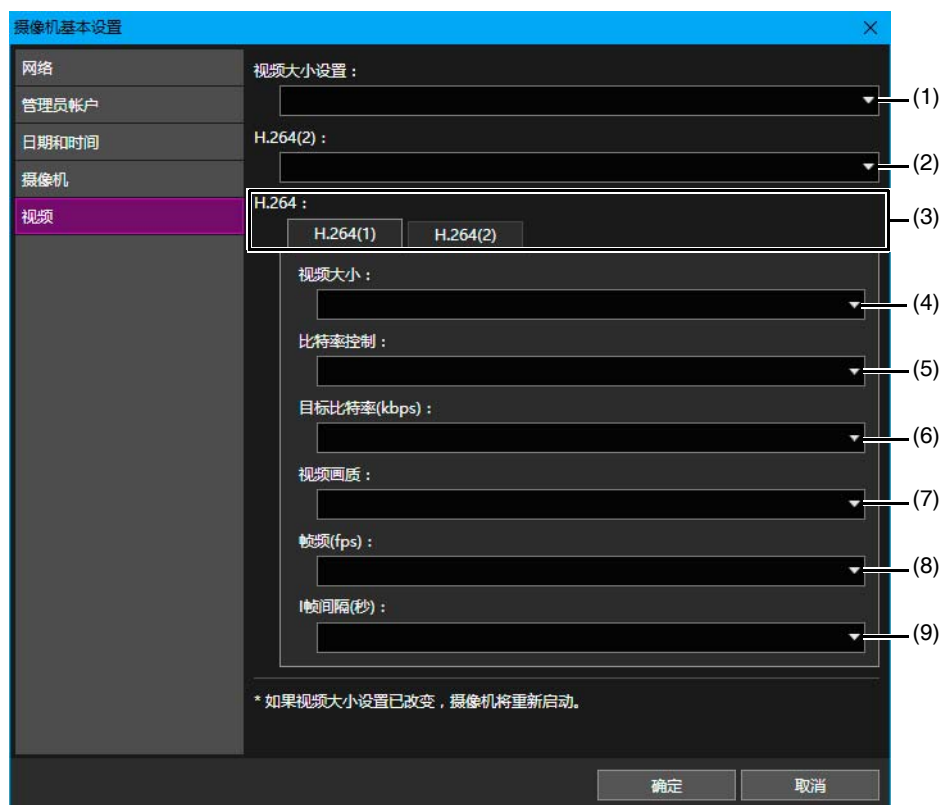 摄像机基本设置
网络
管理员帐户
日期和时间
摄像机
视频
视频大小设置：
(1)
H.264(2)：
(2)
H.264：
(3)
H.264(1) H.264(2)
视频大小：
(4)
比特率控制：
(5)
目标比特率(kbps)：
(6)
视频画质：
(7)
帧频(fps)：
(8)
I帧间隔(秒)：
(9)
* 如果视频大小设置已改变，摄像机将重新启动。
确定 取消